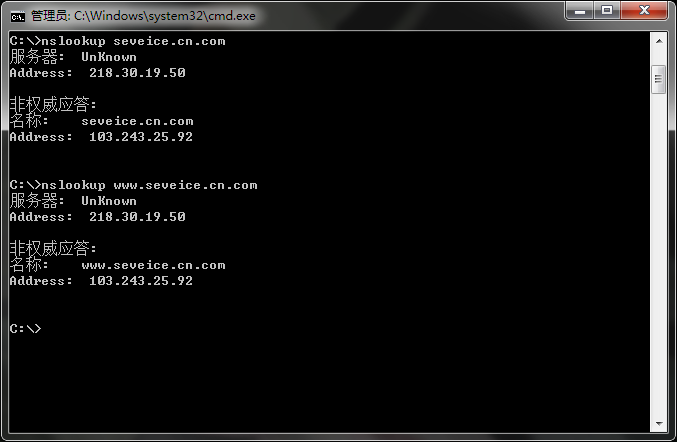 管理员: C:\Windows\system32\cmd.exe
C:\>nslookup seveice.cn.com
服务器:  UnKnown
Address:  218.30.19.50
非权威应答:
名称:    seveice.cn.com
Address:  103.243.25.92
C:\>nslookup www.seveice.cn.com
服务器:  UnKnown
Address:  218.30.19.50
非权威应答:
名称:    www.seveice.cn.com
Address:  103.243.25.92
C:\>